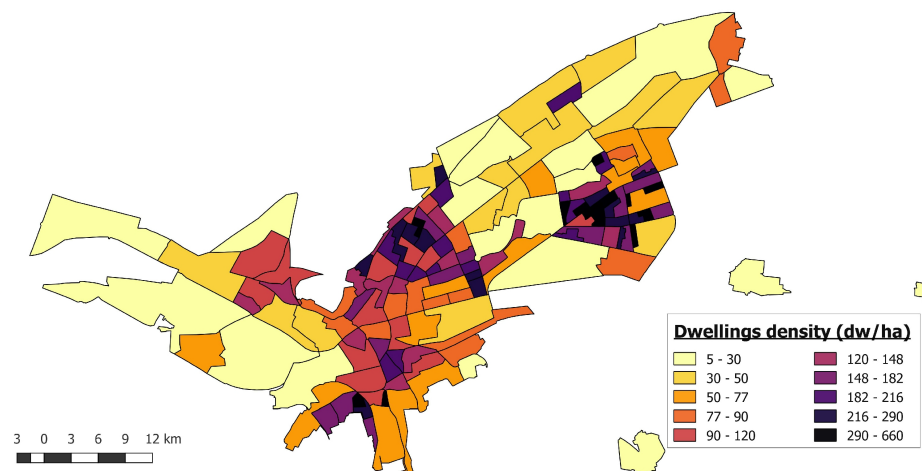 Dwellings density (dw/ha)
5 - 30
30 - 50
50 - 77
77 - 90
90 - 120
120 - 148
148 - 182
182 - 216
216 - 290
290 - 660
3 0 3 6 9 12 km